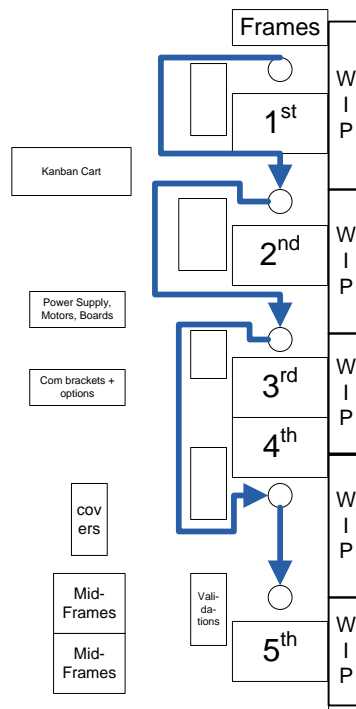 Frames
W
I
P
1st
Kanban Cart
W
I
P
2nd
Power Supply,
Motors, Boards
W
I
P
3rd
Com brackets +
options
4th
W
I
P
cov
ers
Mid-
Frames
Vali-
da-
tions
W
I
P
5th
Mid-
Frames